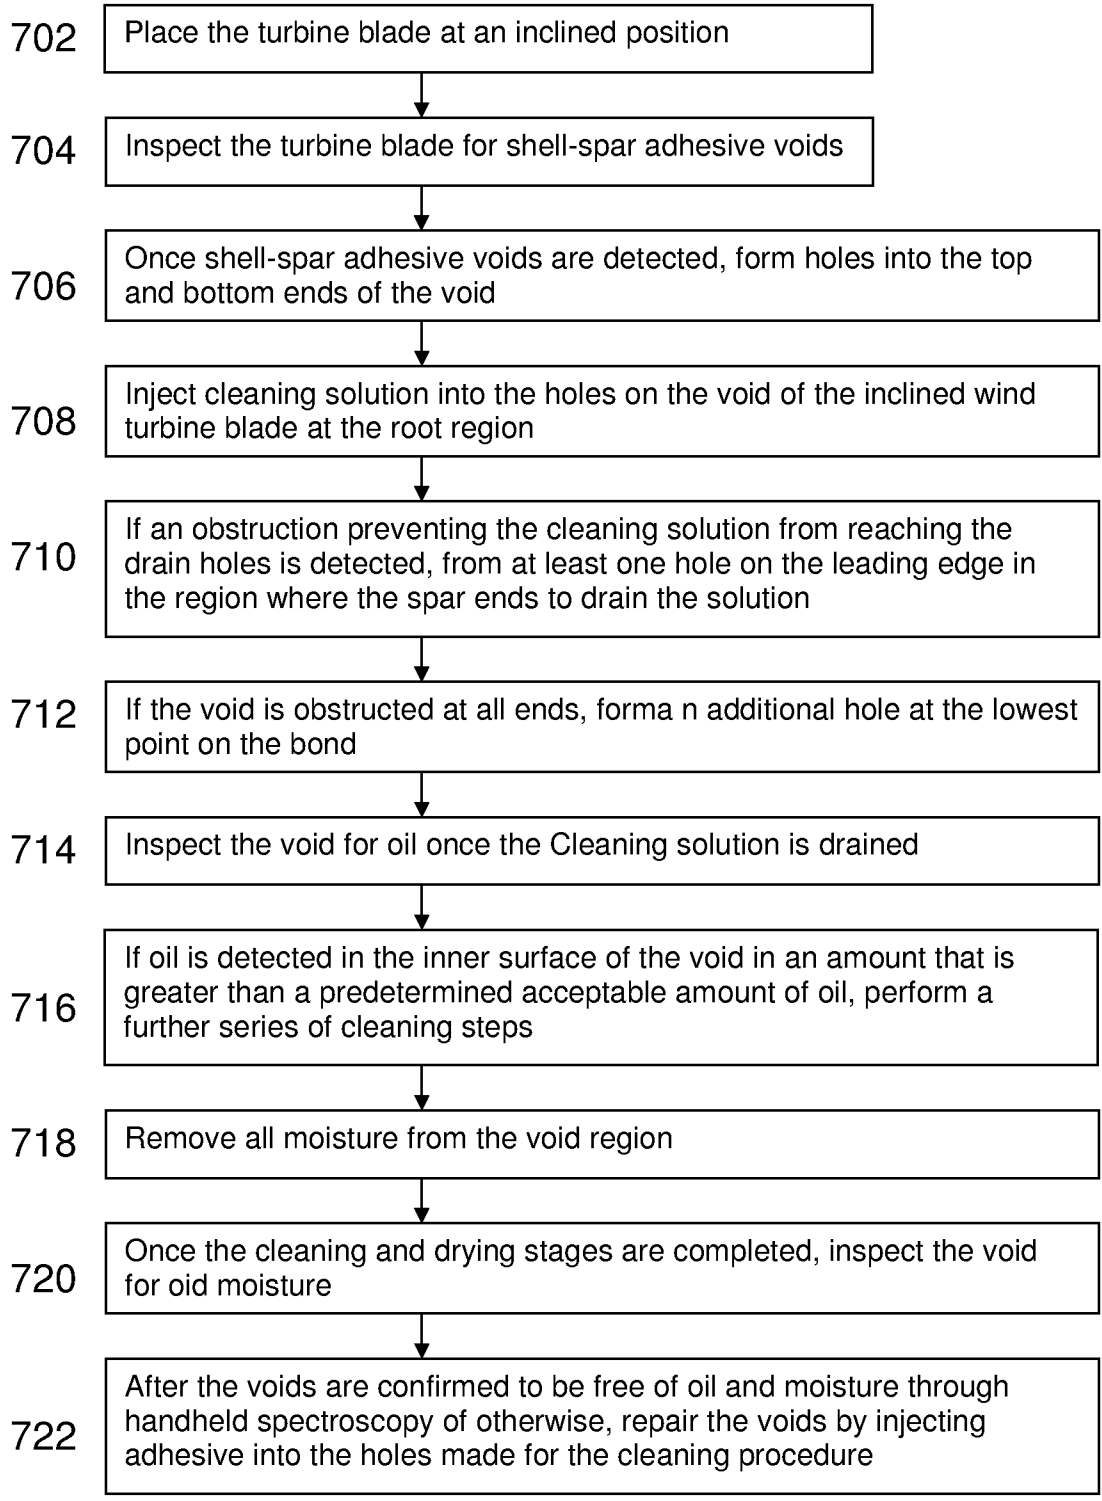 702
Place the turbine blade at an inclined position
704
Inspect the turbine blade for shell-spar adhesive voids
706
Once shell-spar adhesive voids are detected, form holes into the top
and bottom ends of the void
708
Inject cleaning solution into the holes on the void of the inclined wind
turbine blade at the root region
710
If an obstruction preventing the cleaning solution from reaching the
drain holes is detected, from at least one hole on the leading edge in
the region where the spar ends to drain the solution
712
If the void is obstructed at all ends, forma n additional hole at the lowest
point on the bond
714
Inspect the void for oil once the Cleaning solution is drained
716
If oil is detected in the inner surface of the void in an amount that is
greater than a predetermined acceptable amount of oil, perform a
further series of cleaning steps
718
Remove all moisture from the void region
720
Once the cleaning and drying stages are completed, inspect the void
for oid moisture
722
After the voids are confirmed to be free of oil and moisture through
handheld spectroscopy of otherwise, repair the voids by injecting
adhesive into the holes made for the cleaning procedure